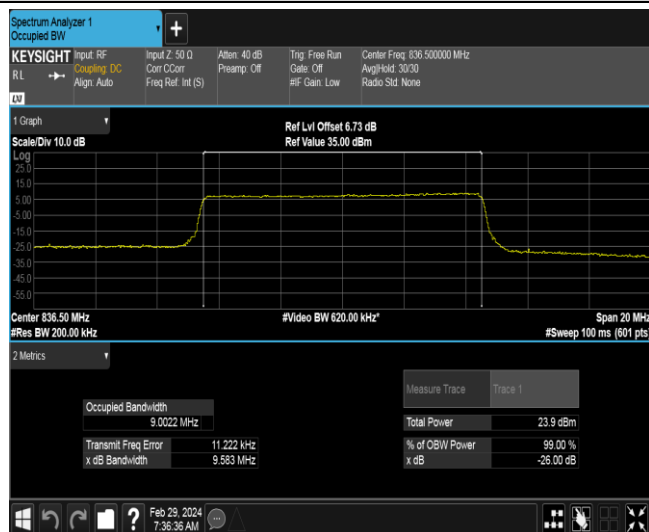 Spectrum Analyzer 1
Occupied BW
+
KEYSIGHT
RL
LXI
Input: RF
Coupling: DC
Align: Auto
Input Z: 50 Ω
Corr CCorr
Freq Ref: Int (S)
Atten: 40 dB
Preamp: Off
Trig: Free Run
Gate: Off
#IF Gain: Low
Center Freq: 836.500000 MHz
Avg|Hold: 30/30
Radio Std: None
1 Graph
Scale/Div 10.0 dB
Ref Lvl Offset 6.73 dB
Ref Value 35.00 dBm
Log
25.0
15.0
5.00
-5.00
-15.0
-25.0
-35.0
-45.0
-55.0
Center 836.50 MHz
#Video BW 620.00 kHz*
Span 20 MHz
#Res BW 200.00 kHz
#Sweep 100 ms (601 pts)
2 Metrics
Measure Trace
Trace 1
Occupied Bandwidth
9.0022 MHz
Total Power
23.9 dBm
Transmit Freq Error
11.222 kHz
% of OBW Power
99.00 %
x dB Bandwidth
9.583 MHz
x dB
-26.00 dB
?
Feb 29, 2024
7:36:36 AM